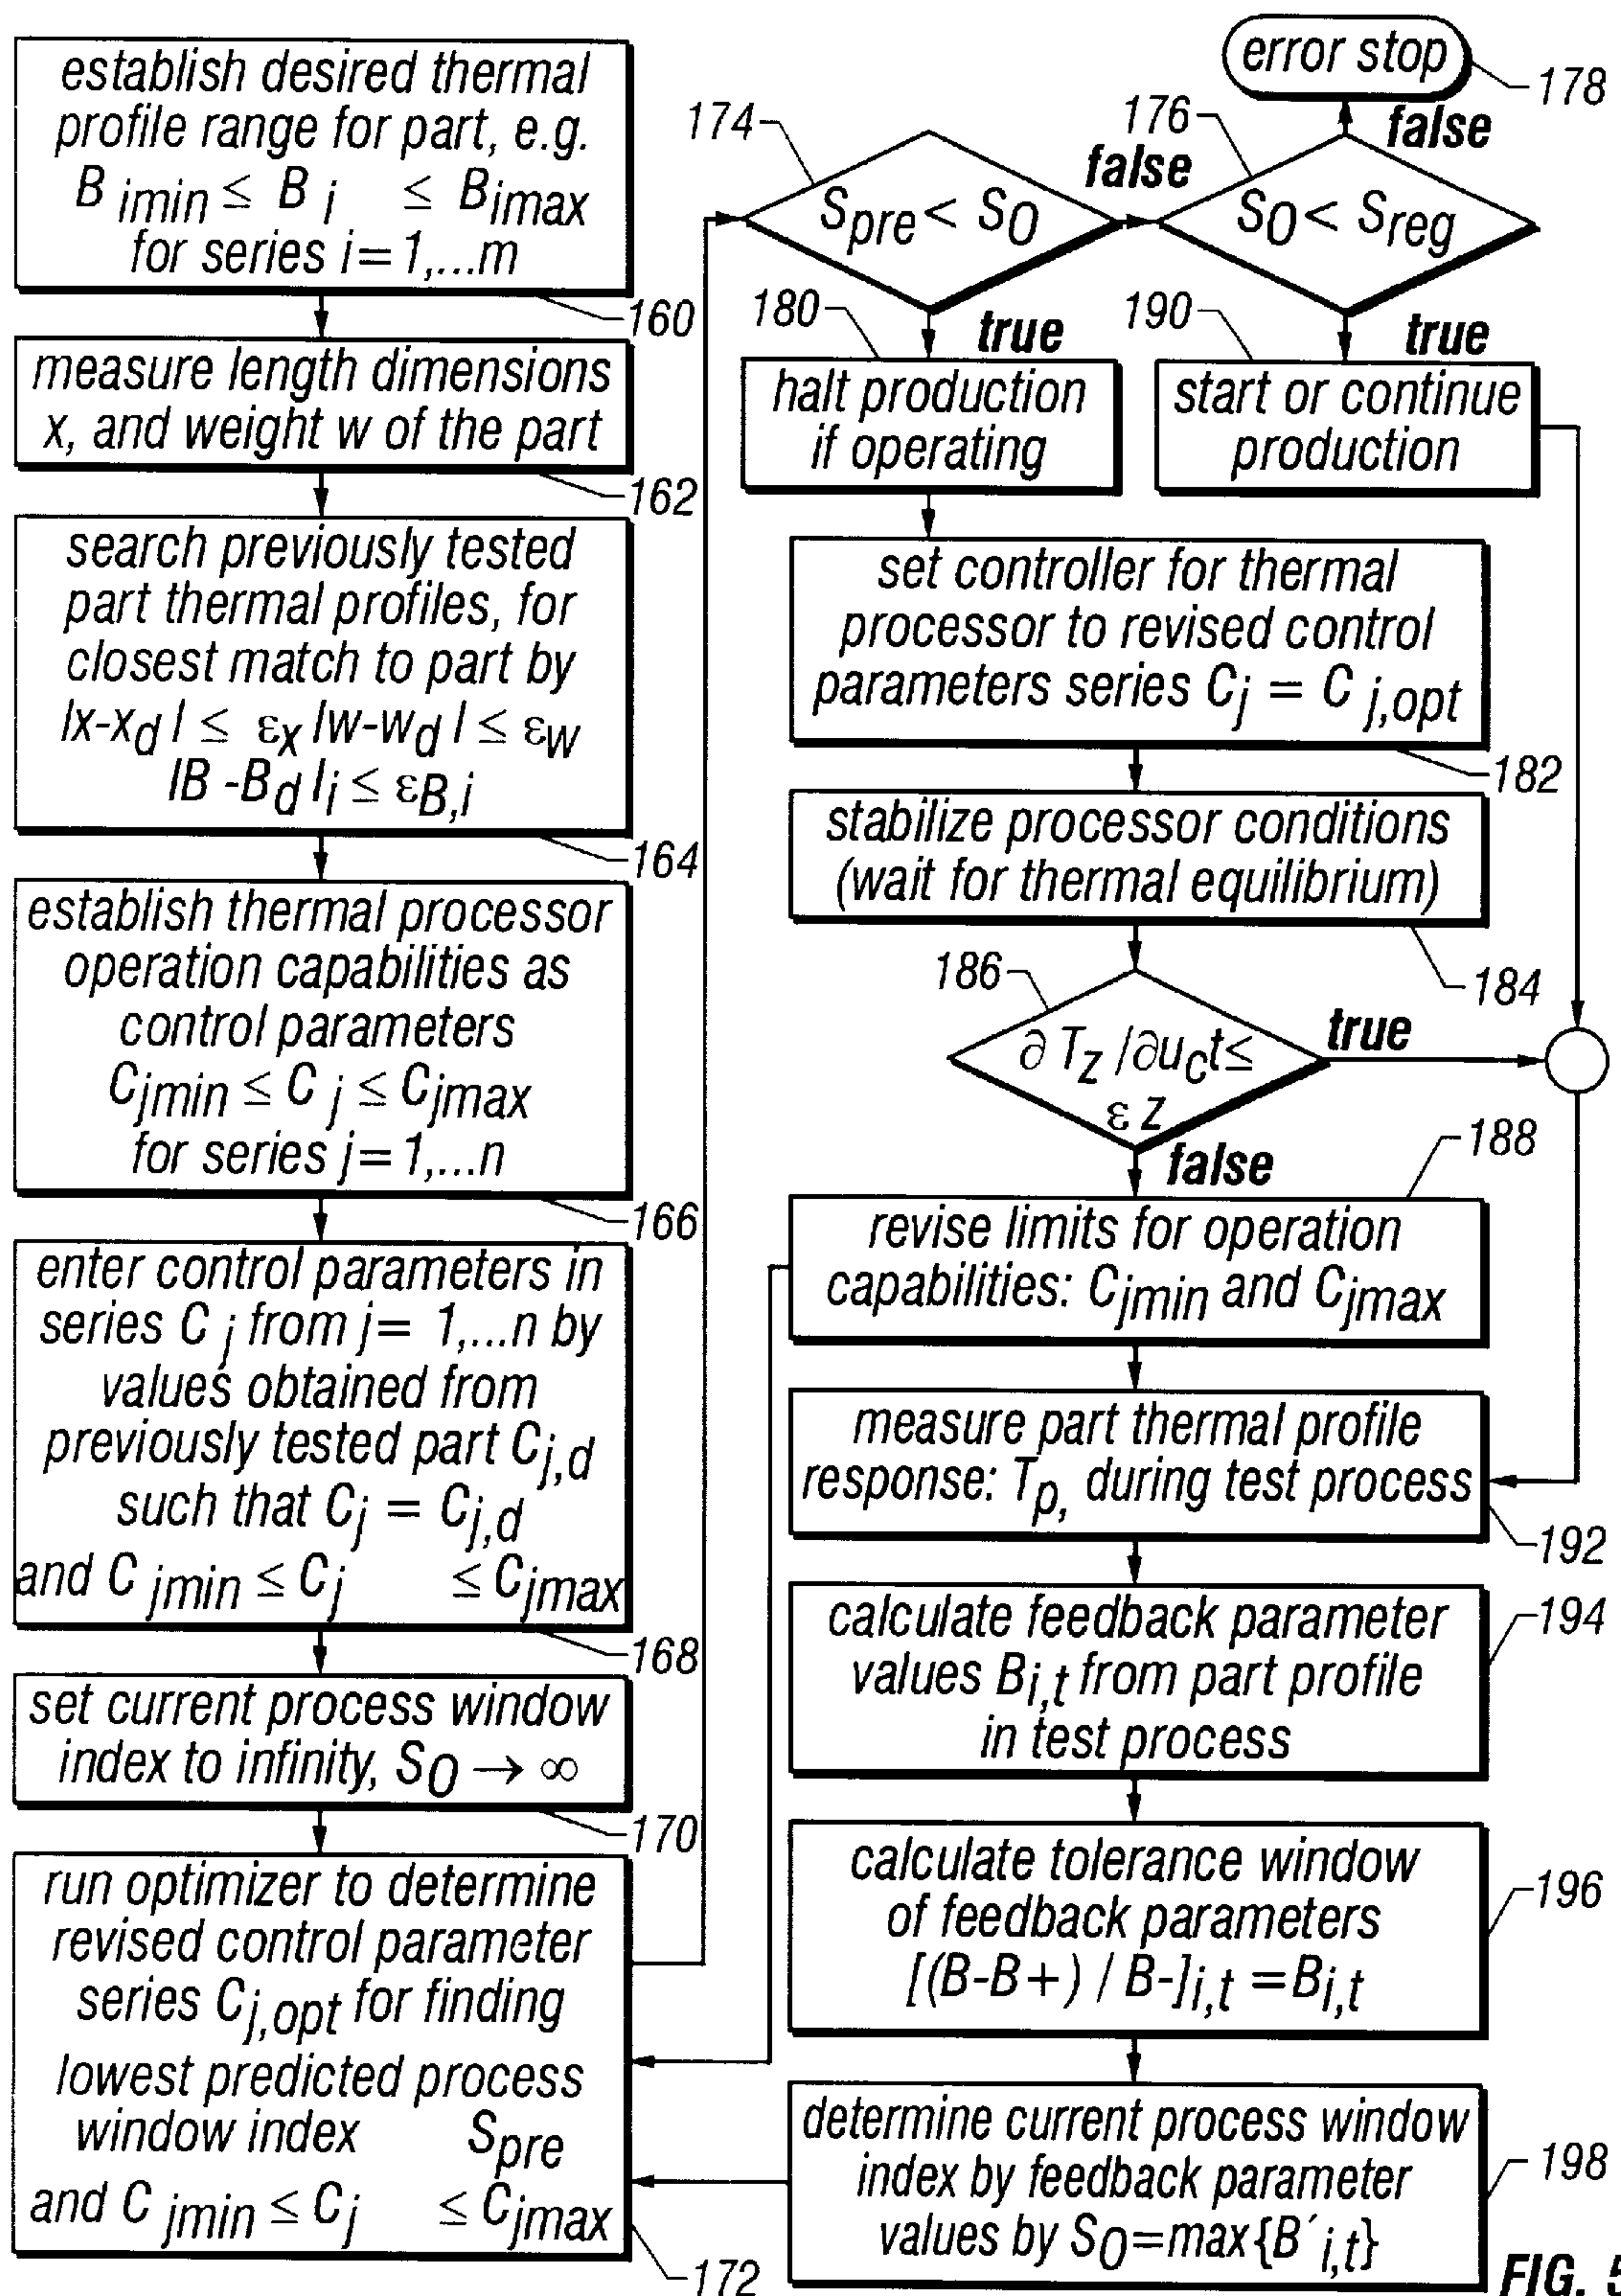 establish desired thermal
profile range for part, e.g.
B imin ≤ B i ≤ Bimax
for series i= 1,...m
160
measure length dimensions
x, and weight w of the part
162
search previously tested
part thermal profiles, for
closest match to part by
Ix-xd I ≤ εx Iw-wd I ≤ εw
IB -Bd Ii ≤ εB,i
164
establish thermal processor
operation capabilities as
control parameters
Cjmin ≤ C j ≤ Cjmax
for series j= 1,...n
166
enter control parameters in
series C j from j= 1,...n by
values obtained from
previously tested part Cj,d
such that Cj = Cj,d
and C jmin ≤ Cj ≤ Cjmax
168
set current process window
index to infinity, SO → ∞
170
run optimizer to determine
revised control parameter
series Cj,opt for finding
lowest predicted process
window index Spre
and C jmin ≤ Cj ≤ Cjmax
172
174
Spre < SO
false
true
176
SO < Sreg
false
true
error stop
178
180
halt production
if operating
190
start or continue
production
set controller for thermal
processor to revised control
parameters series Cj = C j,opt
182
stabilize processor conditions
(wait for thermal equilibrium)
184
186
∂ Tz /∂uct≤
ε z
true
false
188
revise limits for operation
capabilities: Cjmin and Cjmax
measure part thermal profile
response: Tp, during test process
192
calculate feedback parameter
values Bi,t from part profile
in test process
194
calculate tolerance window
of feedback parameters
[(B-B+) / B-]i,t =Bi,t
196
determine current process window
index by feedback parameter
values by SO=max{B´i,t}
198
FIG. 5